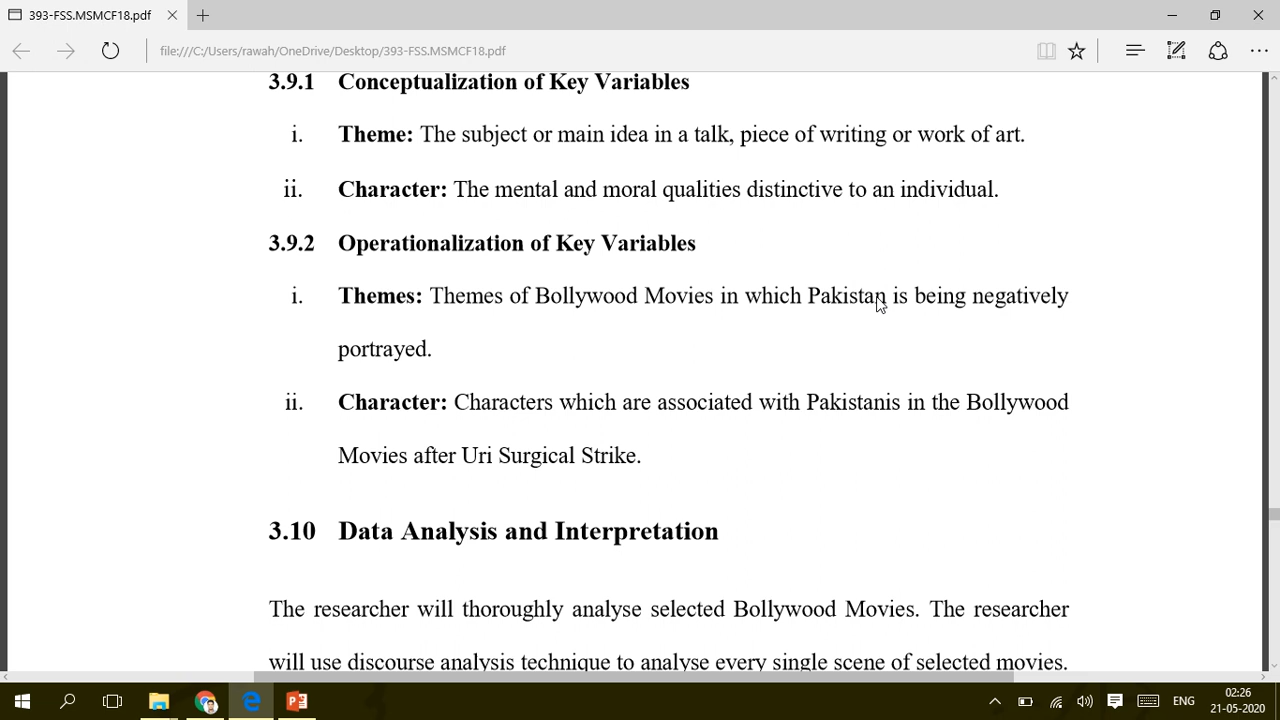 393-FSS.MSMCF18.pdf
file:///C:/Users/rawah/OneDrive/Desktop/393-FSS.MSMCF18.pdf
3.9.1 Conceptualization of Key Variables
i. Theme: The subject or main idea in a talk, piece of writing or work of art.
ii. Character: The mental and moral qualities distinctive to an individual.
3.9.2 Operationalization of Key Variables
i. Themes: Themes of Bollywood Movies in which Pakistan is being negatively
portrayed.
ii. Character: Characters which are associated with Pakistanis in the Bollywood
Movies after Uri Surgical Strike.
3.10 Data Analysis and Interpretation
The researcher will thoroughly analyse selected Bollywood Movies. The researcher
will use discourse analysis technique to analyse every single scene of selected movies.
ENG
02:26
21-05-2020